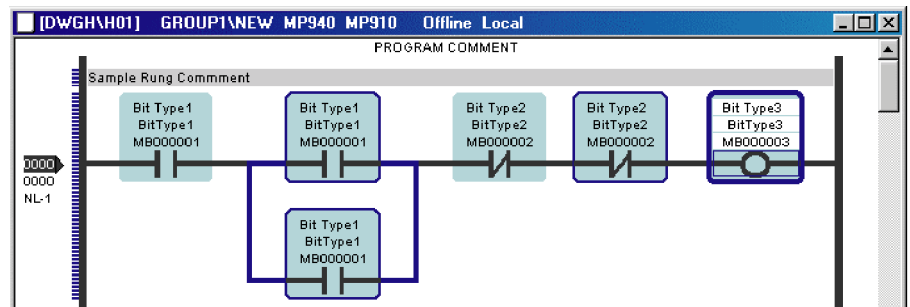 [DWGH\H01] GROUP1\NEW MP940 MP910 Offline Local
PROGRAM COMMENT
Sample Rung Commment
Bit Type1
BitType1
MB000001
Bit Type1
BitType1
MB000001
Bit Type2
BitType2
MB000002
Bit Type2
BitType2
MB000002
Bit Type3
BitType3
MB000003
0000
0000
NL-1
Bit Type1
BitType1
MB000001